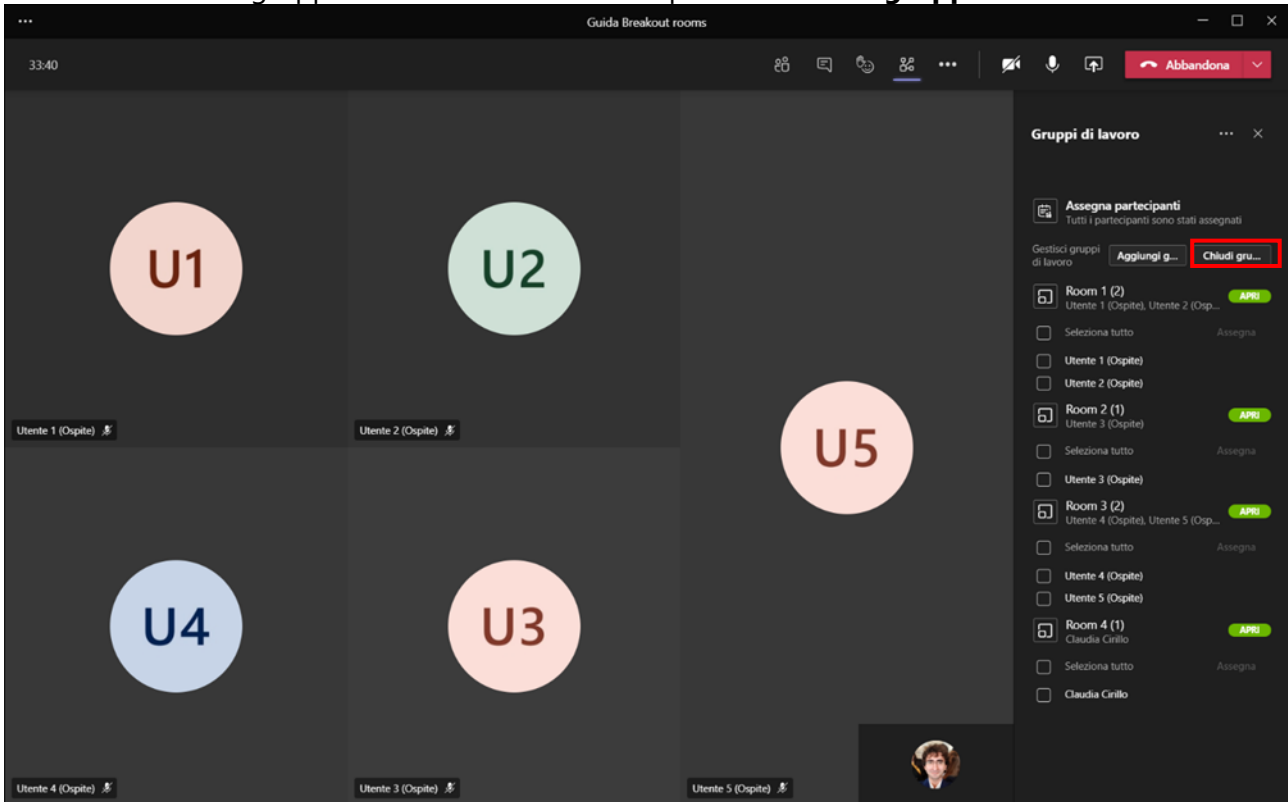 Guida Breakout rooms
33:40
Abbandona
Gruppi di lavoro
Assegna partecipanti
Tutti i partecipanti sono stati assegnati
Gestisci gruppi
di lavoro
Aggiungi g...
Chiudi gru...
Room 1 (2)
Utente 1 (Ospite), Utente 2 (Osp...
APRI
Seleziona tutto
Assegna
Utente 1 (Ospite)
Utente 2 (Ospite)
Room 2 (1)
Utente 3 (Ospite)
APRI
Seleziona tutto
Assegna
Utente 3 (Ospite)
Room 3 (2)
Utente 4 (Ospite), Utente 5 (Osp...
APRI
Seleziona tutto
Assegna
Utente 4 (Ospite)
Utente 5 (Ospite)
Room 4 (1)
Claudia Cirillo
APRI
Seleziona tutto
Assegna
Claudia Cirillo
U1
Utente 1 (Ospite)
U2
Utente 2 (Ospite)
U5
Utente 5 (Ospite)
U4
Utente 4 (Ospite)
U3
Utente 3 (Ospite)